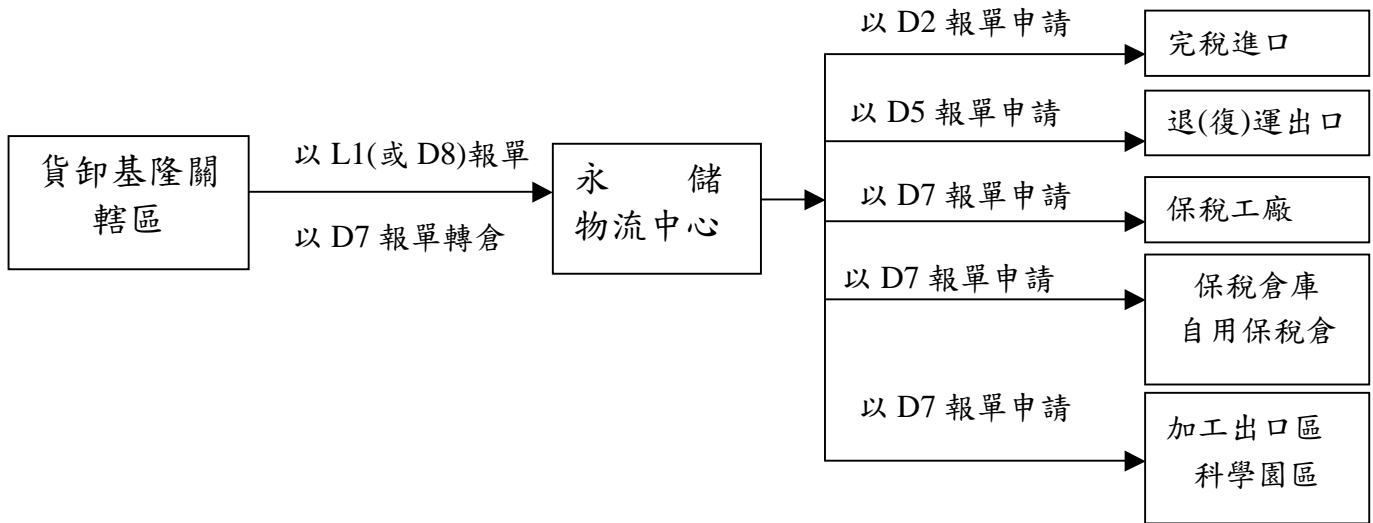 以 D2 報單申請
完稅進口
以 D5 報單申請
退(復)運出口
貨卸基隆關
轄區
以 L1(或 D8)報單
以 D7 報單轉倉
永 儲
物流中心
以 D7 報單申請
保稅工廠
以 D7 報單申請
保稅倉庫
自用保稅倉
以 D7 報單申請
加工出口區
科學園區